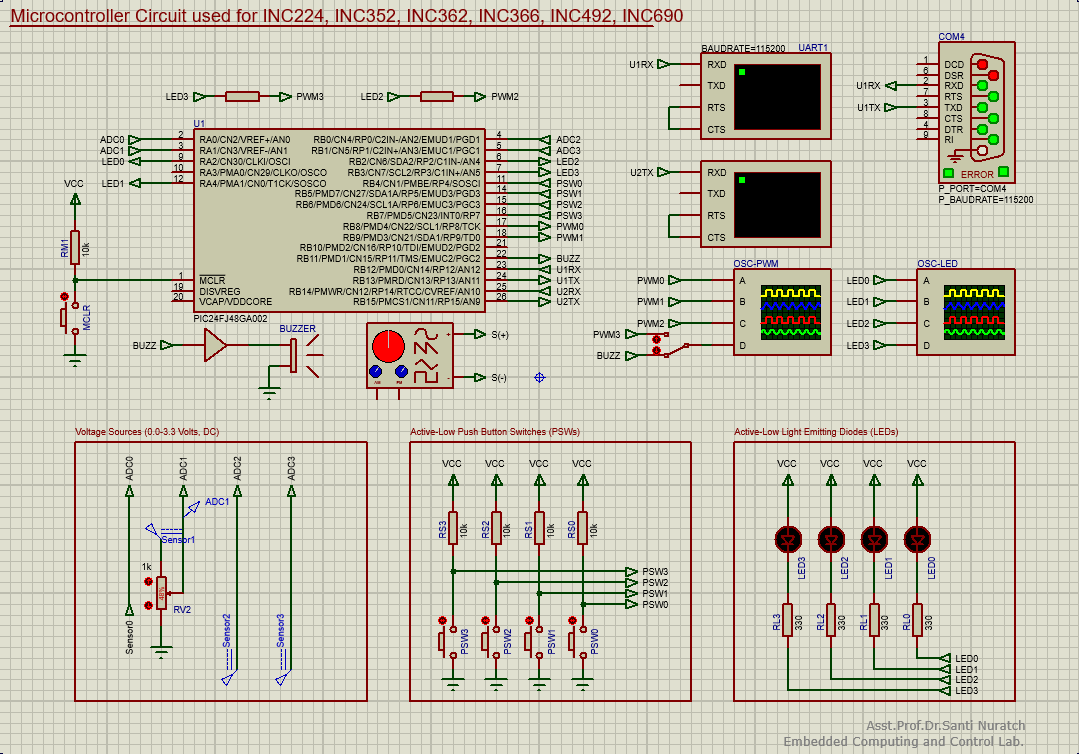 Microcontroller Circuit used for INC224, INC352, INC362, INC366, INC492, INC690
LED3 PWM3
LED2 PWM2
BAUDRATE=115200 UART1
U1RX RXD
TXD
RTS
CTS
U2TX RXD
TXD
RTS
CTS
COM4
1 DCD
6 DSR
U1RX 2 RXD
7 RTS
U1TX 3 TXD
8 CTS
4 DTR
9 RI
ERROR
P_PORT=COM4
P_BAUDRATE=115200
U1
ADC0 2 RA0/CN2/VREF+/AN0
ADC1 3 RA1/CN3/VREF-/AN1
LED0 9 RA2/CN30/CLKI/OSCI
10 RA3/PMA0/CN29/CLKO/OSCO
LED1 12 RA4/PMA1/CN0/T1CK/SOSCO
1 MCLR
19 DISVREG
20 VCAP/VDDCORE
RB0/CN4/RP0/C2IN-/AN2/EMUD1/PGD1 4 ADC2
RB1/CN5/RP1/C2IN+/AN3/EMUC1/PGC1 5 ADC3
RB2/CN6/SDA2/RP2/C1IN-/AN4 6 LED2
RB3/CN7/SCL2/RP3/C1IN+/AN5 7 LED3
RB4/CN1/PMBE/RP4/SOSCI 11 PSW0
RB5/PMD7/CN27/SDA1A/RP5/EMUD3/PGD3 14 PSW1
RB6/PMD6/CN24/SCL1A/RP6/EMUC3/PGC3 15 PSW2
RB7/PMD5/CN23/INT0/RP7 16 PSW3
RB8/PMD4/CN22/SCL1/RP8/TCK 17 PWM0
RB9/PMD3/CN21/SDA1/RP9/TD0 18 PWM1
RB10/PMD2/CN16/RP10/TDI/EMUD2/PGD2 21
RB11/PMD1/CN15/RP11/TMS/EMUC2/PGC2 22 BUZZ
RB12/PMD0/CN14/RP12/AN12 23 U1RX
RB13/PMRD/CN13/RP12/AN11 24 U1TX
RB14/PMWR/CN12/RP14/RTCC/CVREF/AN10 25 U2RX
RB15/PMCS1/CN11/RP15/AN9 26 U2TX
PIC24FJ48GA002
VCC
RM1
10k
MCLR
BUZZ
BUZZER
AM
FM
+
-
S(+)
S(-)
OSC-PWM
PWM0 A
PWM1 B
PWM2 C
PWM3
BUZZ
D
OSC-LED
LED0 A
LED1 B
LED2 C
LED3 D
Voltage Sources (0.0-3.3 Volts, DC)
ADC0
ADC1
ADC2
ADC3
ADC1
Sensor1
1k
48%
RV2
Sensor0
Sensor2
Sensor3
Active-Low Push Button Switches (PSWs)
VCC VCC VCC VCC
RS3 10k
RS2 10k
RS1 10k
RS0 10k
PSW3
PSW2
PSW1
PSW0
PSW3
PSW2
PSW1
PSW0
Active-Low Light Emitting Diodes (LEDs)
VCC VCC VCC VCC
LED3
LED2
LED1
LED0
RL3 330
RL2 330
RL1 330
RL0 330
LED0
LED1
LED2
LED3
Asst.Prof.Dr.Santi Nuratch
Embedded Computing and Control Lab.